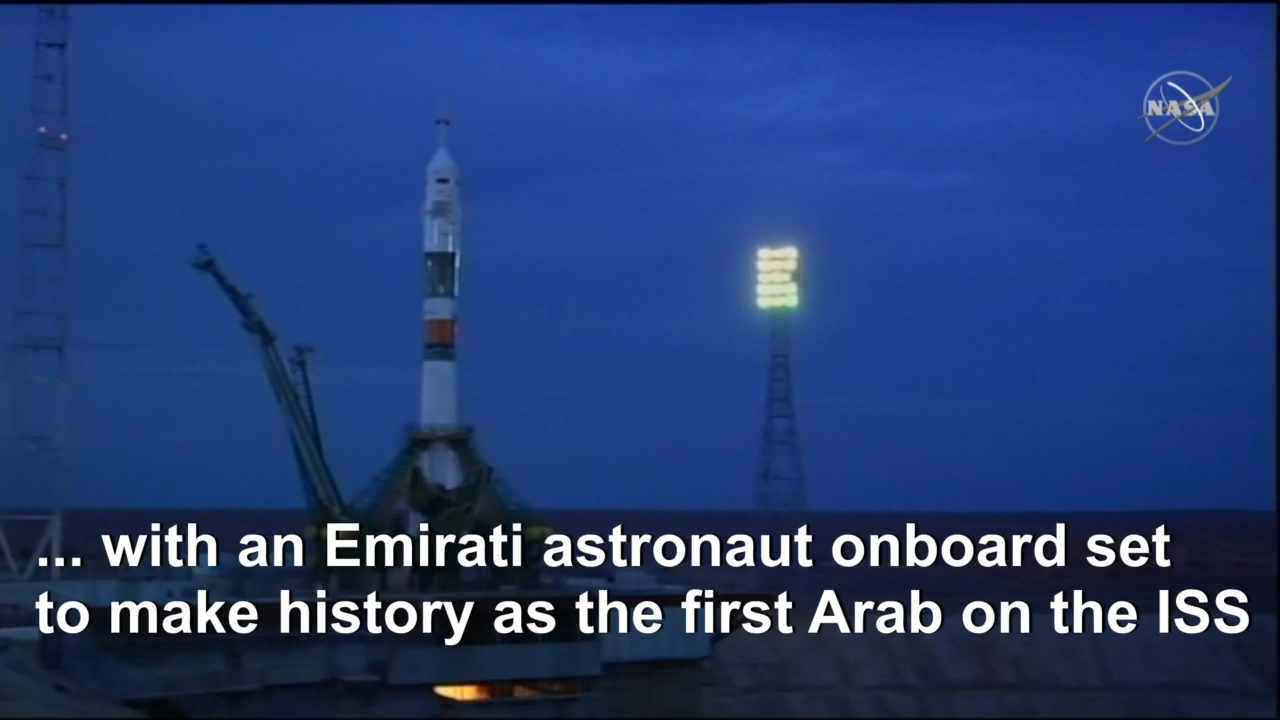 NASA
... with an Emirati astronaut onboard set
to make history as the first Arab on the ISS